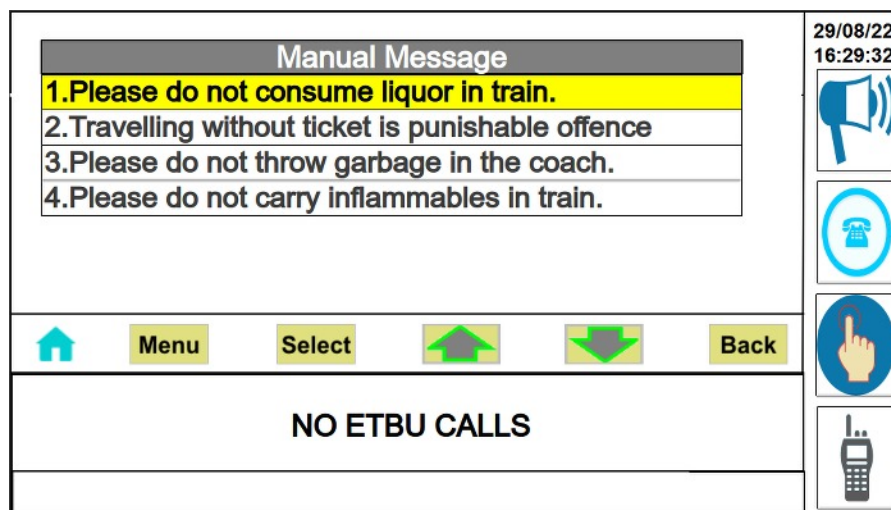 29/08/22
16:29:32
Manual Message
1.Please do not consume liquor in train.
2.Travelling without ticket is punishable offence
3.Please do not throw garbage in the coach.
4.Please do not carry inflammables in train.
Menu
Select
Back
NO ETBU CALLS